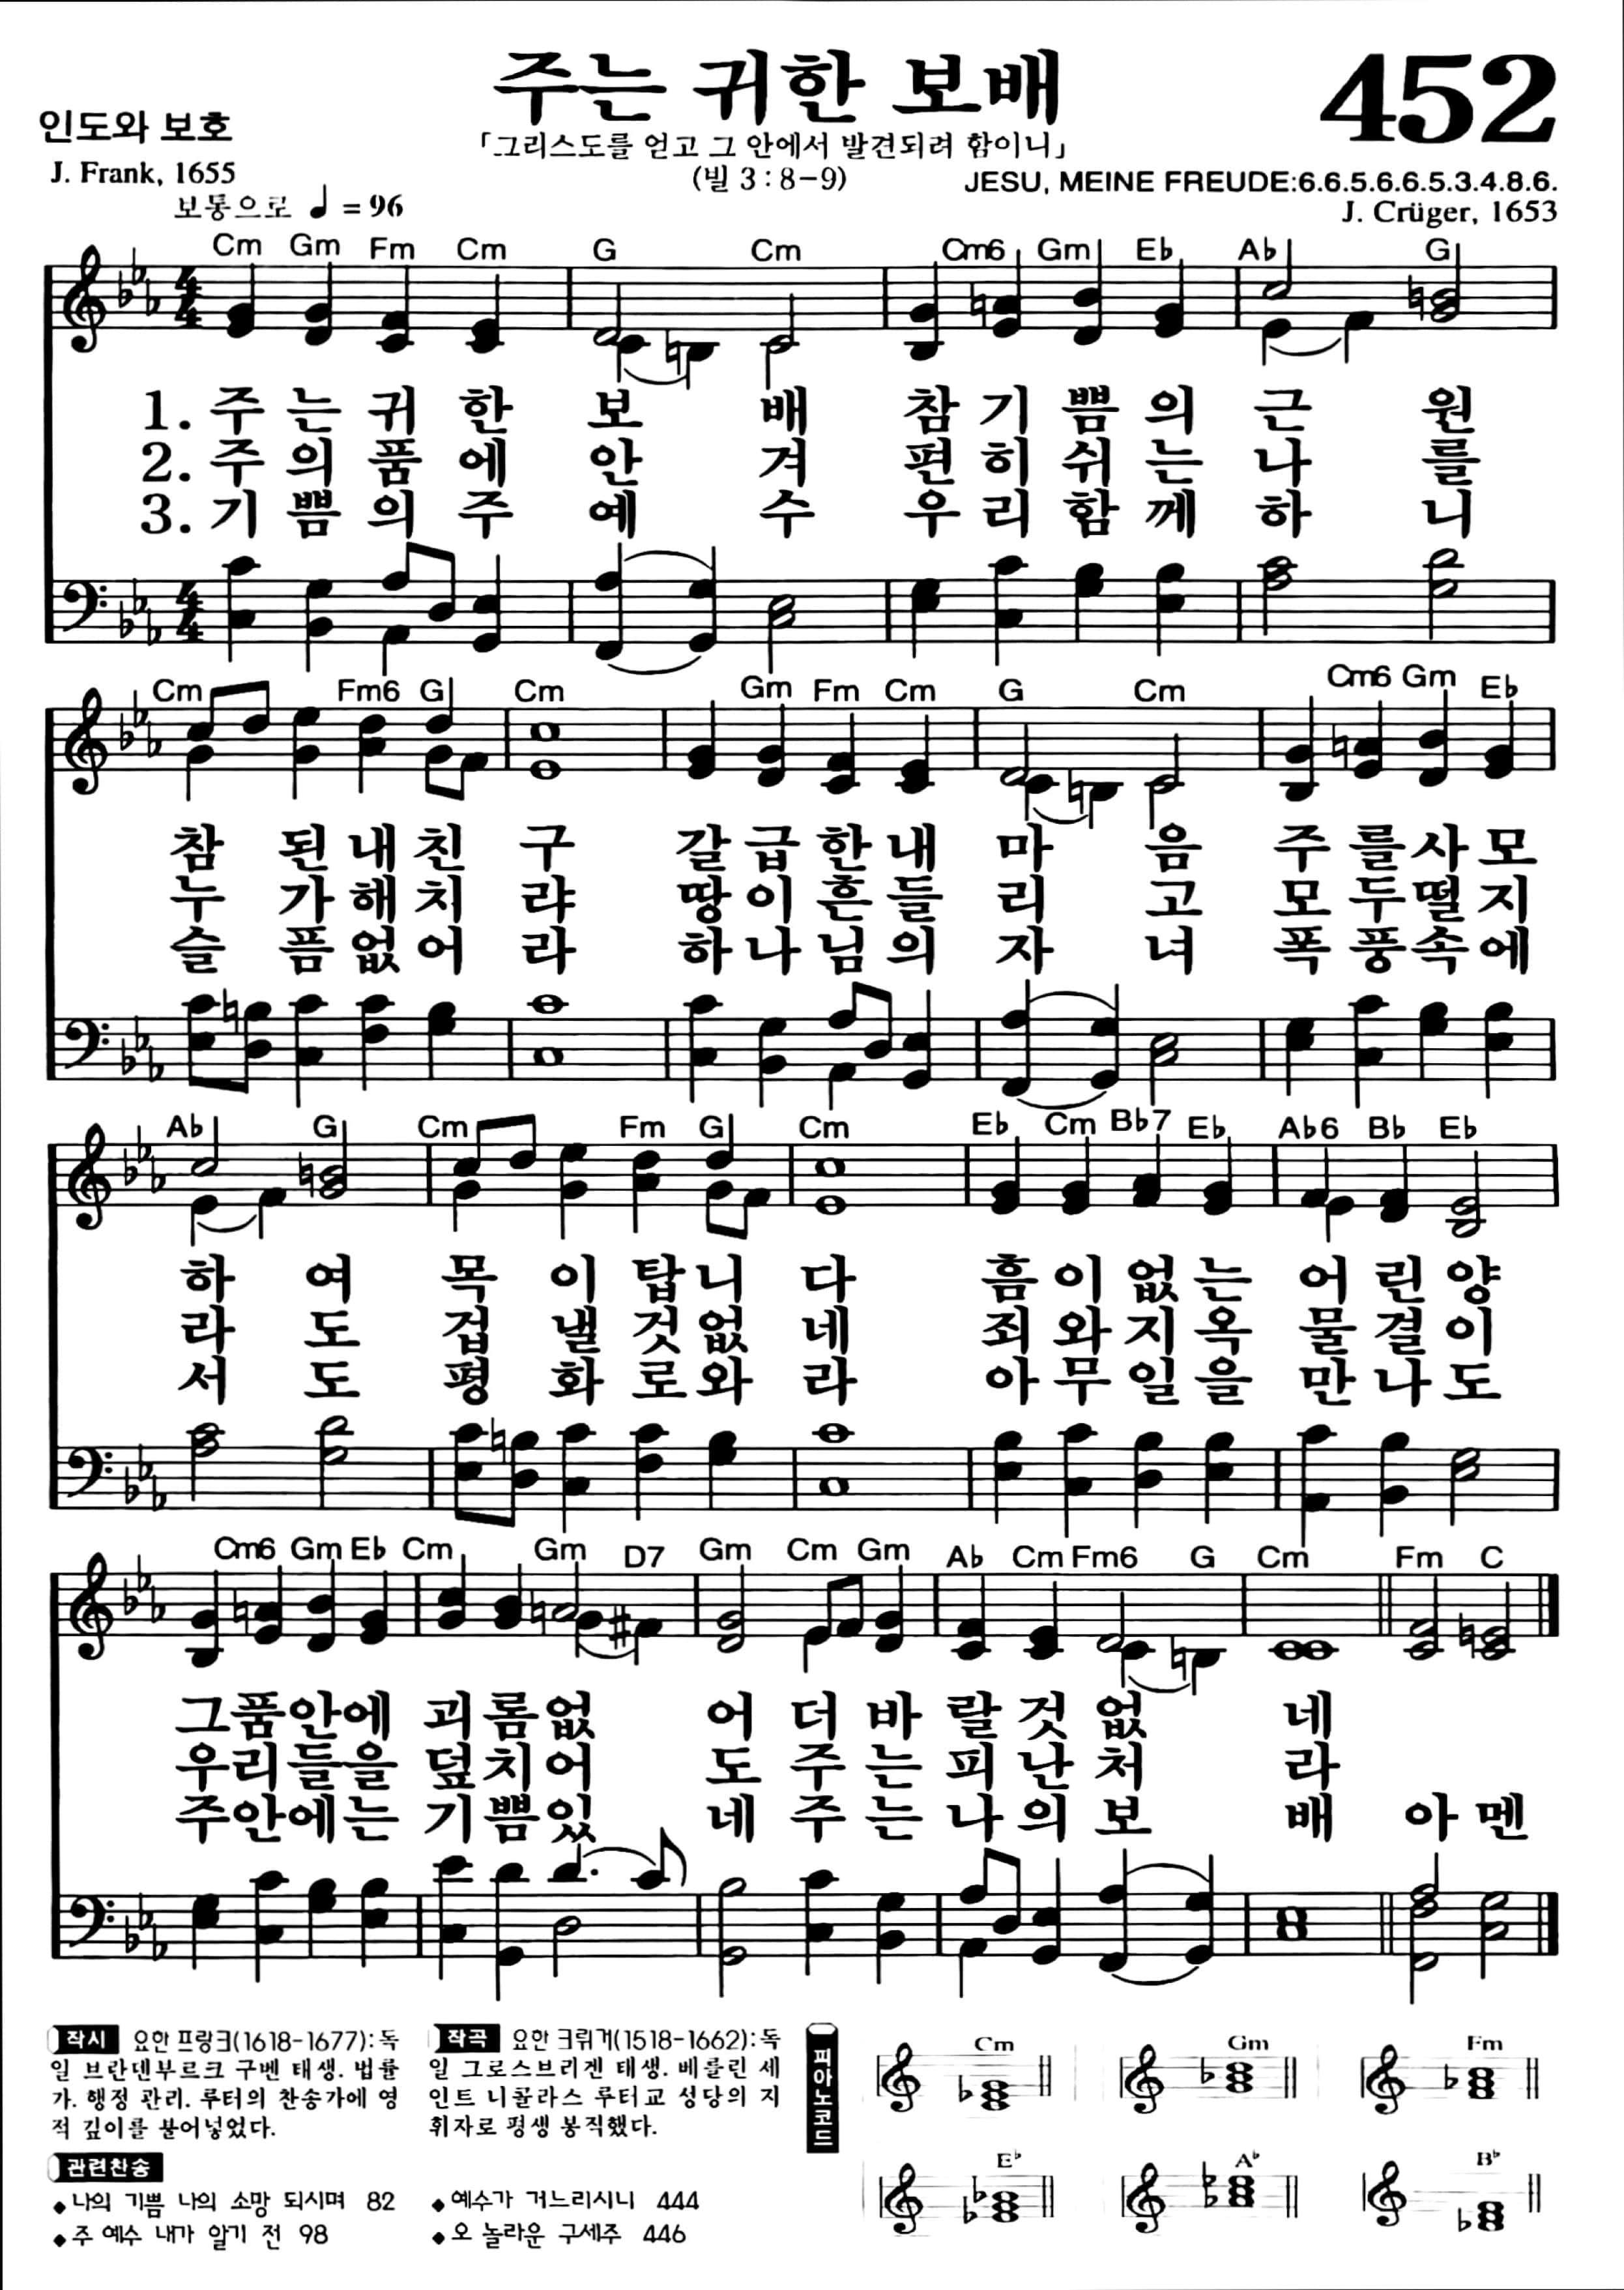 주는 귀한 보배
452
인도와 보호
「그리스도를 얻고 그 안에서 발견되려 함이니」
J. Frank, 1655
(빌 3 : 8-9)
JESU, MEINE FREUDE:6.6.5.6.6.5.3.4.8.6.
보통으로 ♩ = 96
J. Crüger, 1653
Cm Gm Fm Cm G Cm Cm6 Gm E♭ A♭ G
4/4
1. 주 는 귀 한 보 배 참 기 쁨 의 근 원
2. 주 의 품 에 안 겨 편 히 쉬 는 나 를
3. 기 쁨 의 주 예 수 우 리 함 께 하 니
4/4
Cm Fm6 G Cm Gm Fm Cm G Cm Cm6 Gm E♭
참 된 내 친 구 갈 급 한 내 마 음 주 를 사 모
누 가 해 치 랴 땅 이 흔 들 리 고 모 두 떨 지
슬 픔 없 어 라 하 나 님 의 자 녀 폭 풍 속 에
A♭ G Cm Fm G Cm E♭ Cm B♭7 E♭ A♭6 B♭ E♭
하 여 목 이 탑 니 다 흠 이 없 는 어 린 양
라 도 겁 낼 것 없 네 죄 와 지 옥 물 결 이
서 도 평 화 로 와 라 아 무 일 을 만 나 도
Cm6 Gm E♭ Cm Gm D7 Gm Cm Gm A♭ Cm Fm6 G Cm Fm C
그 품 안 에 괴 롬 없 어 더 바 랄 것 없 네
우 리 들 을 덮 치 어 도 주 는 피 난 처 라
주 안 에 는 기 쁨 있 네 주 는 나 의 보 배 아 멘
작시 요한 프랑크(1618-1677): 독
일 브란덴부르크 구벤 태생. 법률
가. 행정 관리. 루터의 찬송가에 영
적 깊이를 불어넣었다.
작곡 요한 크뤼거(1518-1662): 독
일 그로스브리겐 태생. 베를린 세
인트 니콜라스 루터교 성당의 지
휘자로 평생 봉직했다.
관련찬송
◆나의 기쁨 나의 소망 되시며 82
◆주 예수 내가 알기 전 98
◆예수가 거느리시니 444
◆오 놀라운 구세주 446
피아노코드
Cm Gm Fm
E♭ A♭ B♭